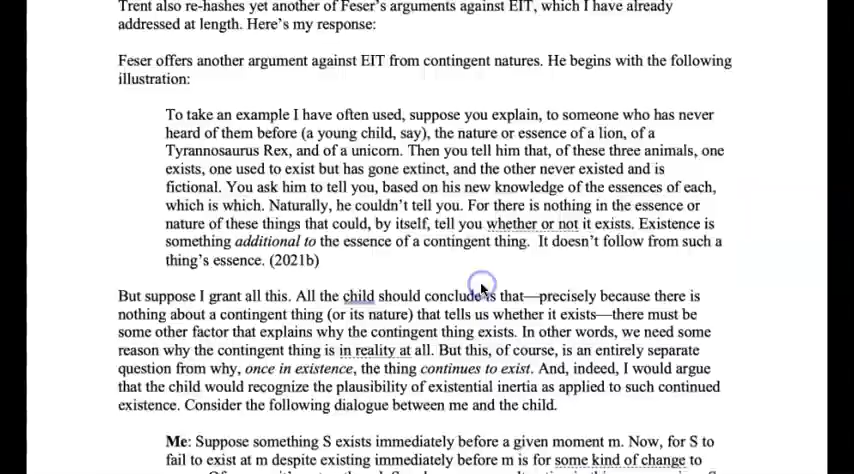 Trent also re-hashes yet another of Feser's arguments against EIT, which I have already
addressed at length. Here's my response:
Feser offers another argument against EIT from contingent natures. He begins with the following
illustration:
To take an example I have often used, suppose you explain, to someone who has never
heard of them before (a young child, say), the nature or essence of a lion, of a
Tyrannosaurus Rex, and of a unicorn. Then you tell him that, of these three animals, one
exists, one used to exist but has gone extinct, and the other never existed and is
fictional. You ask him to tell you, based on his new knowledge of the essences of each,
which is which. Naturally, he couldn't tell you. For there is nothing in the essence or
nature of these things that could, by itself, tell you whether or not it exists. Existence is
something additional to the essence of a contingent thing. It doesn't follow from such a
thing's essence. (2021b)
But suppose I grant all this. All the child should conclude is that—precisely because there is
nothing about a contingent thing (or its nature) that tells us whether it exists—there must be
some other factor that explains why the contingent thing exists. In other words, we need some
reason why the contingent thing is in reality at all. But this, of course, is an entirely separate
question from why, once in existence, the thing continues to exist. And, indeed, I would argue
that the child would recognize the plausibility of existential inertia as applied to such continued
existence. Consider the following dialogue between me and the child.
Me: Suppose something S exists immediately before a given moment m. Now, for S to
fail to exist at m despite existing immediately before m is for some kind of change to